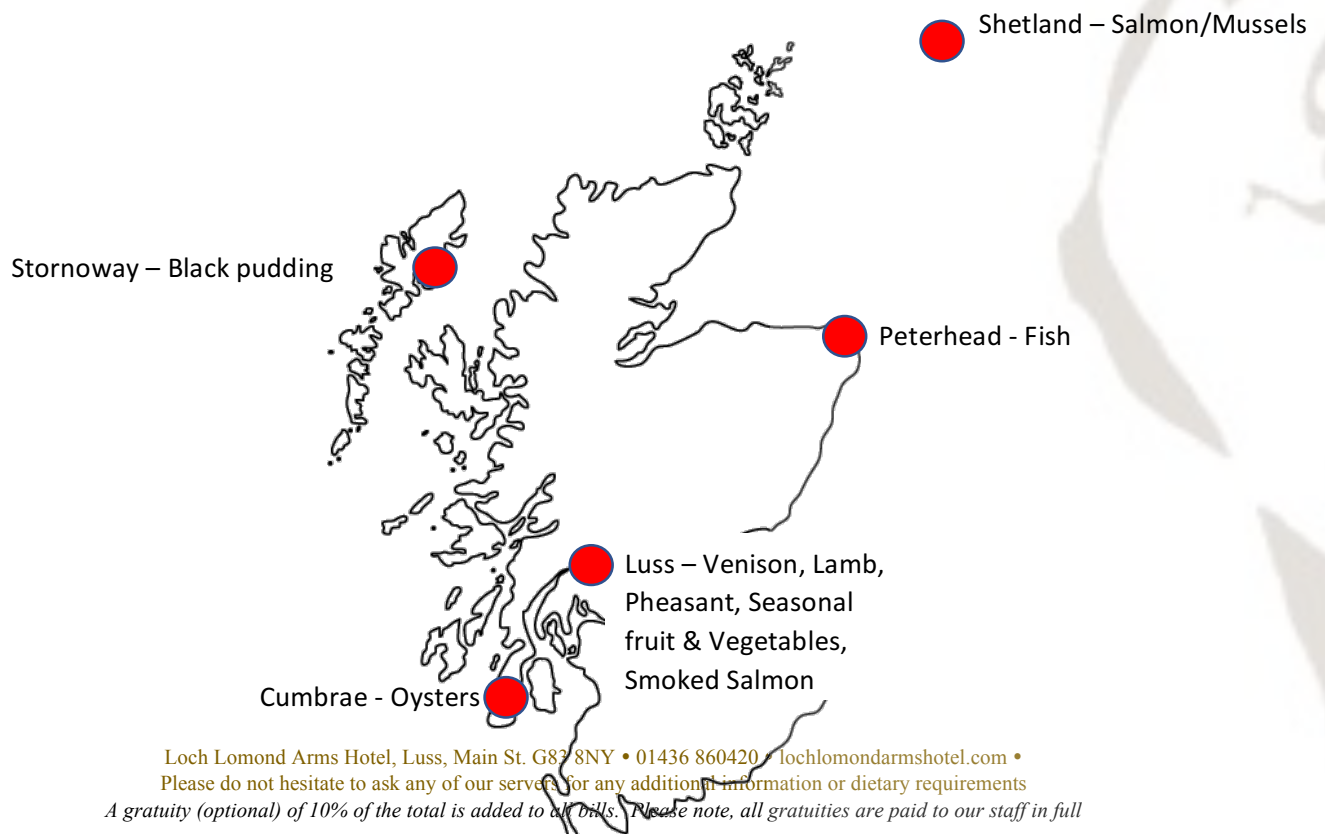 Shetland – Salmon/Mussels
Stornoway – Black pudding
Peterhead - Fish
Luss – Venison, Lamb,
Pheasant, Seasonal
fruit & Vegetables,
Smoked Salmon
Cumbrae - Oysters
Loch Lomond Arms Hotel, Luss, Main St. G83 8NY • 01436 860420 • lochlomondarmshotel.com •
Please do not hesitate to ask any of our servers for any additional information or dietary requirements
A gratuity (optional) of 10% of the total is added to all bills. Please note, all gratuities are paid to our staff in full